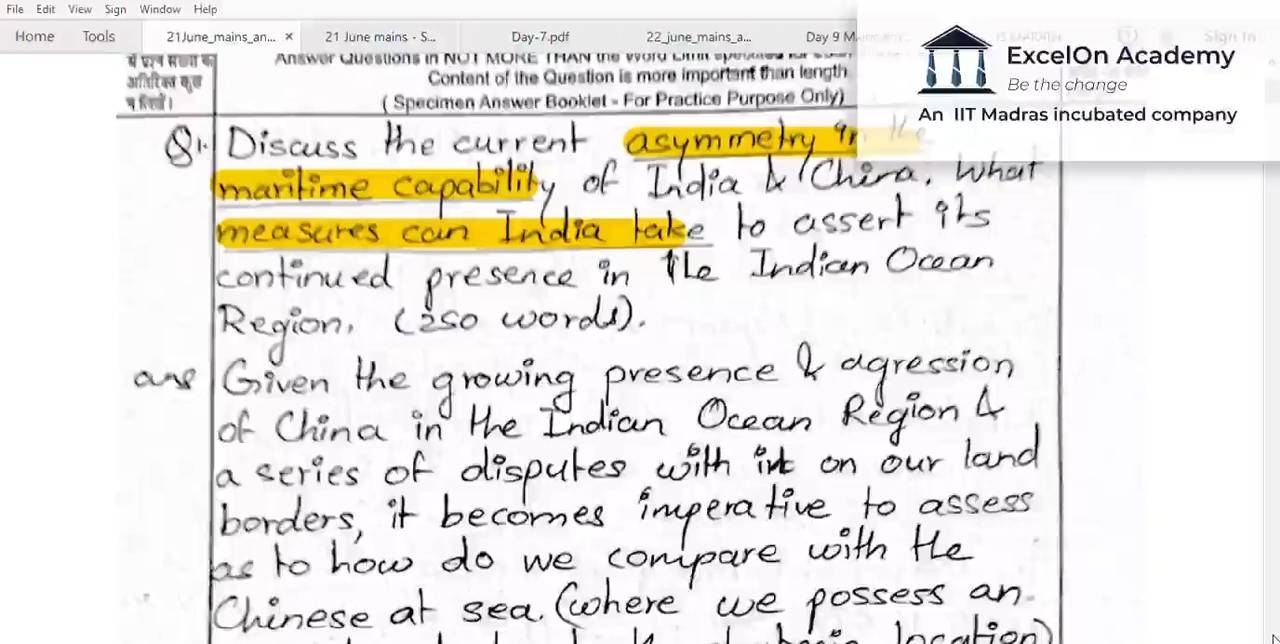 File Edit View Sign Window Help
Home Tools 21June_mains_an... × 21 June mains - S... Day-7.pdf 22_june_mains_a... Day 9 M Sign In
ExcelOn Academy
Be the change
An IIT Madras incubated company
Answer Questions in NOT MORE THAN the Word Limit specified for
Content of the Question is more important than length
( Specimen Answer Booklet - For Practice Purpose Only)
अतिरिक्त कुछ
Q1. Discuss the current asymmetry in the
maritime capability of India & China. What
measures can India take to assert its
continued presence in the Indian Ocean
Region. (250 words).
ans Given the growing presence & agression
of China in the Indian Ocean Region &
a series of disputes with it on our land
borders, it becomes imperative to assess
as to how do we compare with the
Chinese at sea. (where we possess an
location)